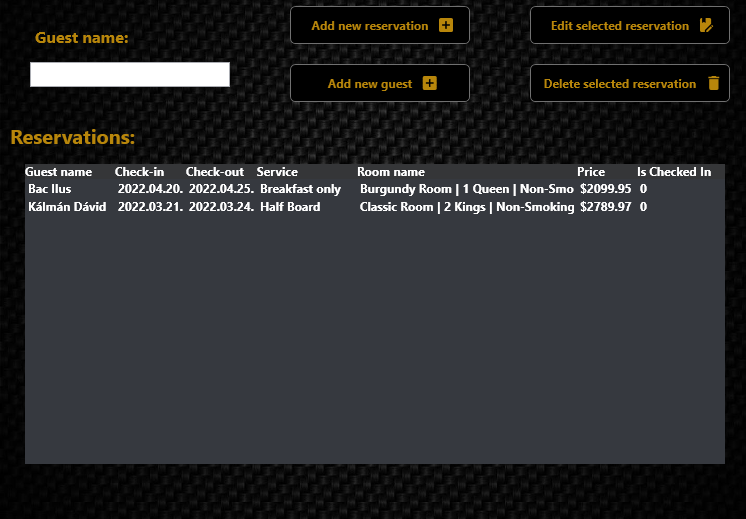 Guest name:
Add new reservation
Edit selected reservation
Add new guest
Delete selected reservation
Reservations:
Guest name Check-in Check-out Service Room name Price Is Checked In
Bac Ilus 2022.04.20. 2022.04.25. Breakfast only Burgundy Room | 1 Queen | Non-Smo $2099.95 0
Kálmán Dávid 2022.03.21. 2022.03.24. Half Board Classic Room | 2 Kings | Non-Smoking $2789.97 0